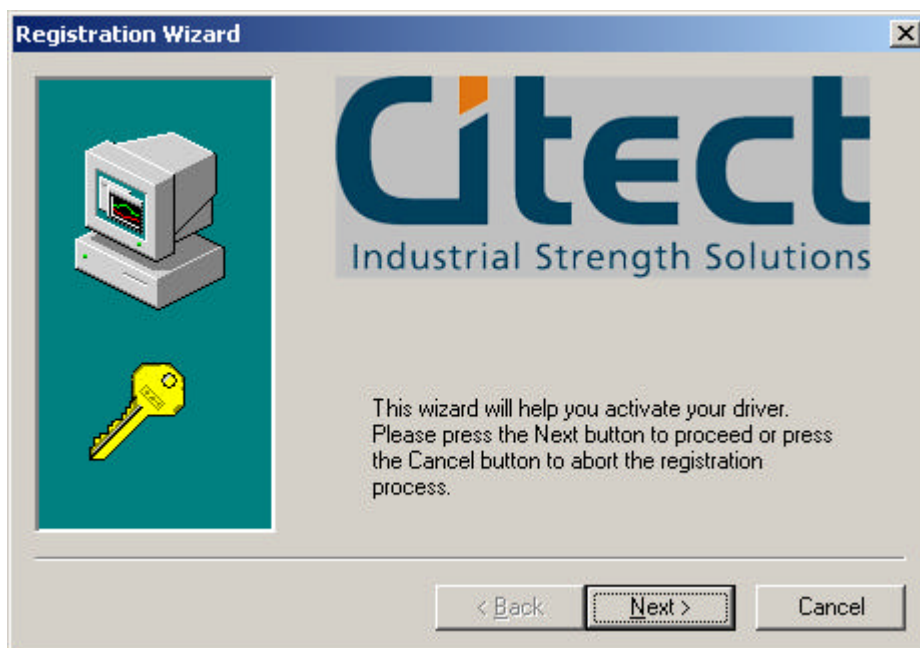 Registration Wizard
Citect
Industrial Strength Solutions
This wizard will help you activate your driver.
Please press the Next button to proceed or press
the Cancel button to abort the registration
process.
< Back
Next >
Cancel